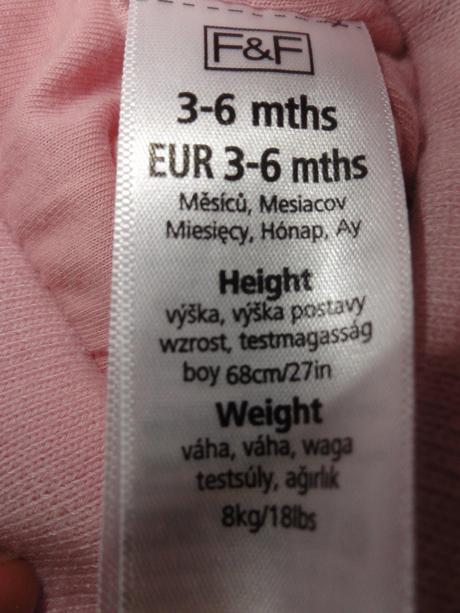 F&F
3-6 mths
EUR 3-6 mths
Měsíců, Mesiacov
Miesięcy, Hónap, Ay
Height
výška, výška postavy
wzrost, testmagasság
boy 68cm/27in
Weight
váha, váha, waga
testsúly, ağırlık
8kg/18lbs